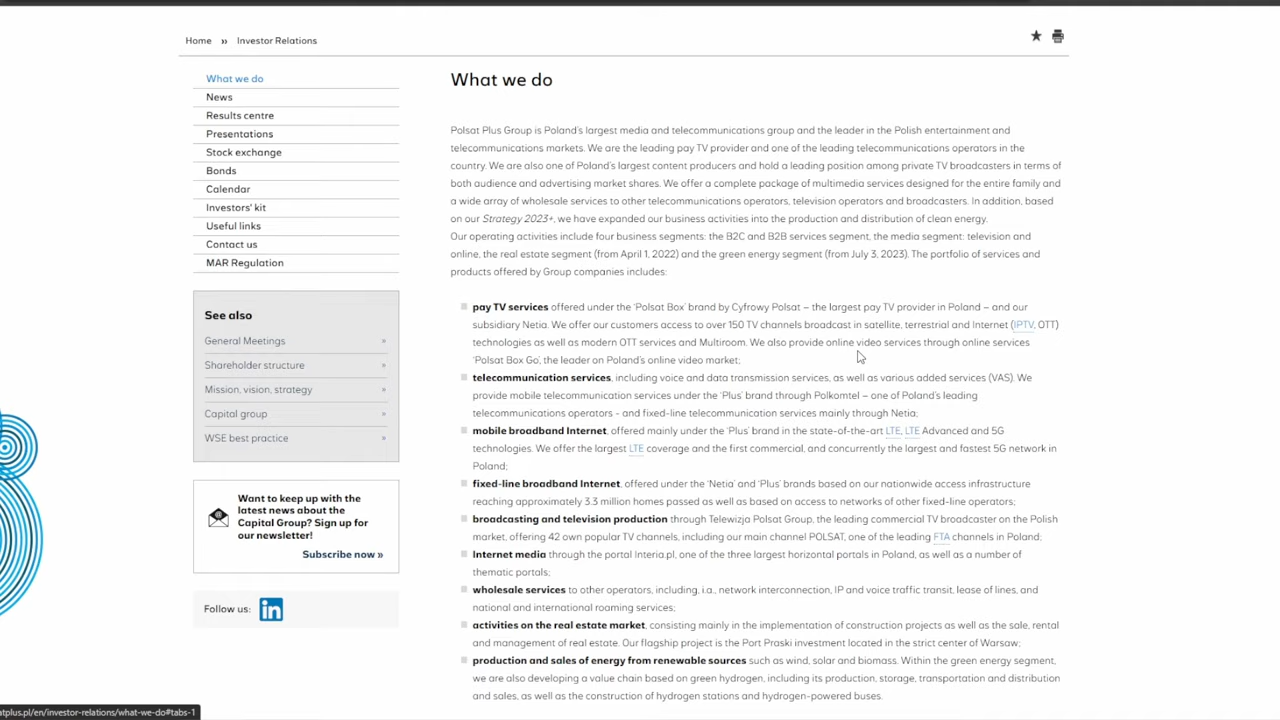 Home » Investor Relations
What we do
News
Results centre
Presentations
Stock exchange
Bonds
Calendar
Investors' kit
Useful links
Contact us
MAR Regulation
See also
General Meetings »
Shareholder structure »
Mission, vision, strategy »
Capital group »
WSE best practice »
Want to keep up with the
latest news about the
Capital Group? Sign up for
our newsletter!
Subscribe now »
Follow us: in
What we do
Polsat Plus Group is Poland's largest media and telecommunications group and the leader in the Polish entertainment and
telecommunications markets. We are the leading pay TV provider and one of the leading telecommunications operators in the
country. We are also one of Poland's largest content producers and hold a leading position among private TV broadcasters in terms of
both audience and advertising market shares. We offer a complete package of multimedia services designed for the entire family and
a wide array of wholesale services to other telecommunications operators, television operators and broadcasters. In addition, based
on our Strategy 2023+, we have expanded our business activities into the production and distribution of clean energy.
Our operating activities include four business segments: the B2C and B2B services segment, the media segment: television and
online, the real estate segment (from April 1, 2022) and the green energy segment (from July 3, 2023). The portfolio of services and
products offered by Group companies includes:
pay TV services offered under the 'Polsat Box' brand by Cyfrowy Polsat – the largest pay TV provider in Poland – and our
subsidiary Netia. We offer our customers access to over 150 TV channels broadcast in satellite, terrestrial and Internet (IPTV, OTT)
technologies as well as modern OTT services and Multiroom. We also provide online video services through online services
'Polsat Box Go', the leader on Poland's online video market;
telecommunication services, including voice and data transmission services, as well as various added services (VAS). We
provide mobile telecommunication services under the 'Plus' brand through Polkomtel – one of Poland's leading
telecommunications operators - and fixed-line telecommunication services mainly through Netia;
mobile broadband Internet, offered mainly under the 'Plus' brand in the state-of-the-art LTE, LTE Advanced and 5G
technologies. We offer the largest LTE coverage and the first commercial, and concurrently the largest and fastest 5G network in
Poland;
fixed-line broadband Internet, offered under the 'Netia' and 'Plus' brands based on our nationwide access infrastructure
reaching approximately 3.3 million homes passed as well as based on access to networks of other fixed-line operators;
broadcasting and television production through Telewizja Polsat Group, the leading commercial TV broadcaster on the Polish
market, offering 42 own popular TV channels, including our main channel POLSAT, one of the leading FTA channels in Poland;
Internet media through the portal Interia.pl, one of the three largest horizontal portals in Poland, as well as a number of
thematic portals;
wholesale services to other operators, including, i.a., network interconnection, IP and voice traffic transit, lease of lines, and
national and international roaming services;
activities on the real estate market, consisting mainly in the implementation of construction projects as well as the sale, rental
and management of real estate. Our flagship project is the Port Praski investment located in the strict center of Warsaw;
production and sales of energy from renewable sources such as wind, solar and biomass. Within the green energy segment,
we are also developing a value chain based on green hydrogen, including its production, storage, transportation and distribution
and sales, as well as the construction of hydrogen stations and hydrogen-powered buses.
atplus.pl/en/investor-relations/what-we-do#tabs-1